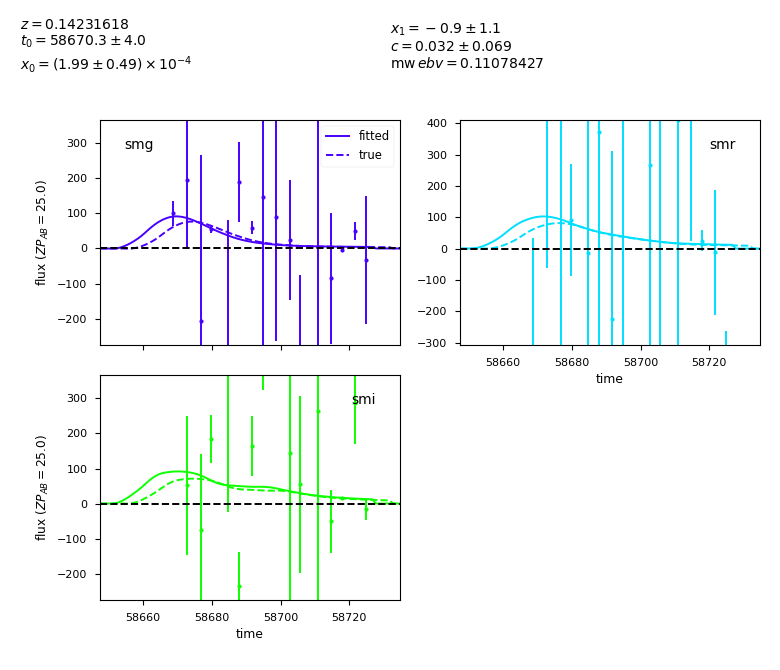 z = 0.14231618
t₀ = 58670.3 ± 4.0
x₀ = (1.99 ± 0.49) × 10⁻⁴
x₁ = −0.9 ± 1.1
c = 0.032 ± 0.069
mw ebv = 0.11078427
smg
fitted
true
300
200
100
0
−100
−200
flux (ZP_AB = 25.0)
smr
400
300
200
100
0
−100
−200
−300
58660 58680 58700 58720
time
smi
300
200
100
0
−100
−200
flux (ZP_AB = 25.0)
58660 58680 58700 58720
time